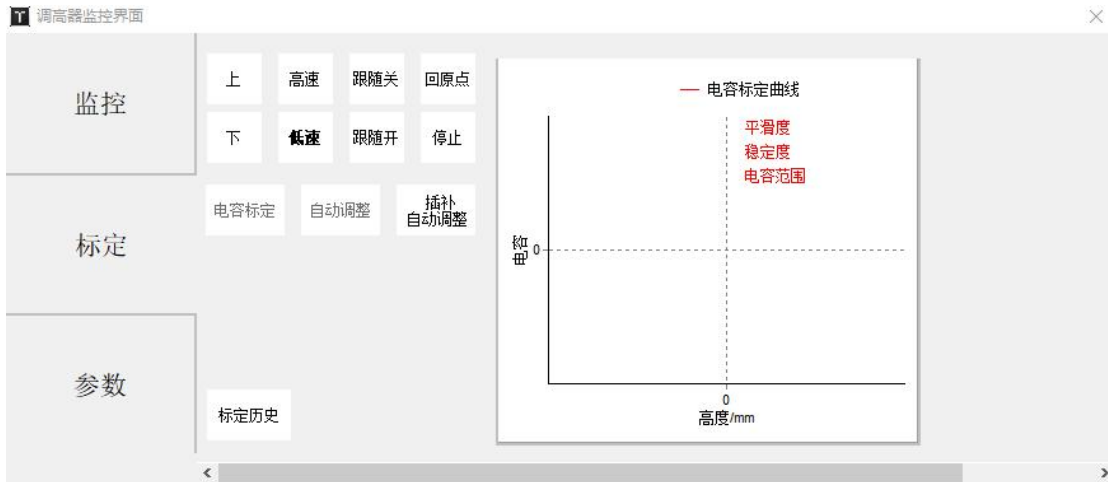 调高器监控界面
监控
标定
参数
上
高速
跟随关
回原点
下
低速
跟随开
停止
电容标定
自动调整
插补
自动调整
标定历史
电容标定曲线
平滑度
稳定度
电容范围
电容
0
0
高度/mm